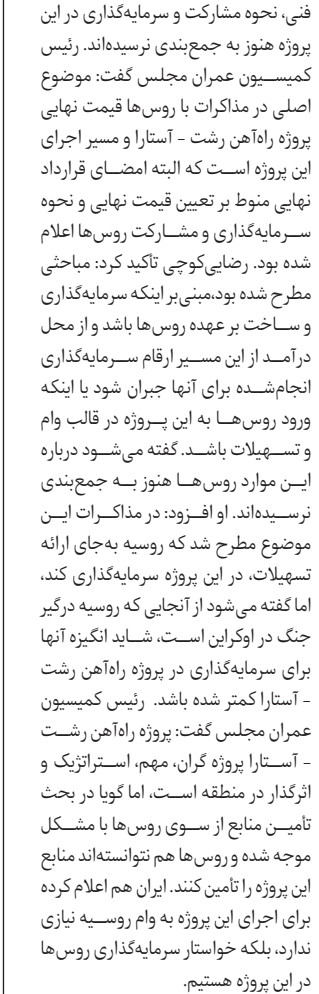 فنی، نحوه مشارکت و سرمایه‌گذاری در این
پروژه هنوز به جمع‌بندی نرسیده‌اند. رئیس
کمیسیون عمران مجلس گفت: موضوع
اصلی در مذاکرات با روس‌ها قیمت نهایی
پروژه راه‌آهن رشت - آستارا و مسیر اجرای
این پروژه است که البته امضای قرارداد
نهایی منوط بر تعیین قیمت نهایی و نحوه
سرمایه‌گذاری و مشارکت روس‌ها اعلام
شده بود. رضایی‌کوچی تأکید کرد: مباحثی
مطرح شده بود،مبنی‌بر اینکه سرمایه‌گذاری
و ساخت بر عهده روس‌ها باشد و از محل
درآمد از این مسیر ارقام سرمایه‌گذاری
انجام‌شده برای آنها جبران شود یا اینکه
ورود روس‌ها به این پروژه در قالب وام
و تسهیلات باشد. گفته می‌شود درباره
این موارد روس‌ها هنوز به جمع‌بندی
نرسیده‌اند. او افزود: در مذاکرات این
موضوع مطرح شد که روسیه به‌جای ارائه
تسهیلات، در این پروژه سرمایه‌گذاری کند،
اما گفته می‌شود از آنجایی که روسیه درگیر
جنگ در اوکراین است، شاید انگیزه آنها
برای سرمایه‌گذاری در پروژه راه‌آهن رشت
- آستارا کمتر شده باشد. رئیس کمیسیون
عمران مجلس گفت: پروژه راه‌آهن رشت
- آستارا پروژه گران، مهم، استراتژیک و
اثرگذار در منطقه است، اما گویا در بحث
تأمین منابع از سوی روس‌ها با مشکل
موجه شده و روس‌ها هم نتوانسته‌اند منابع
این پروژه را تأمین کنند. ایران هم اعلام کرده
برای اجرای این پروژه به وام روسیه نیازی
ندارد، بلکه خواستار سرمایه‌گذاری روس‌ها
در این پروژه هستیم.